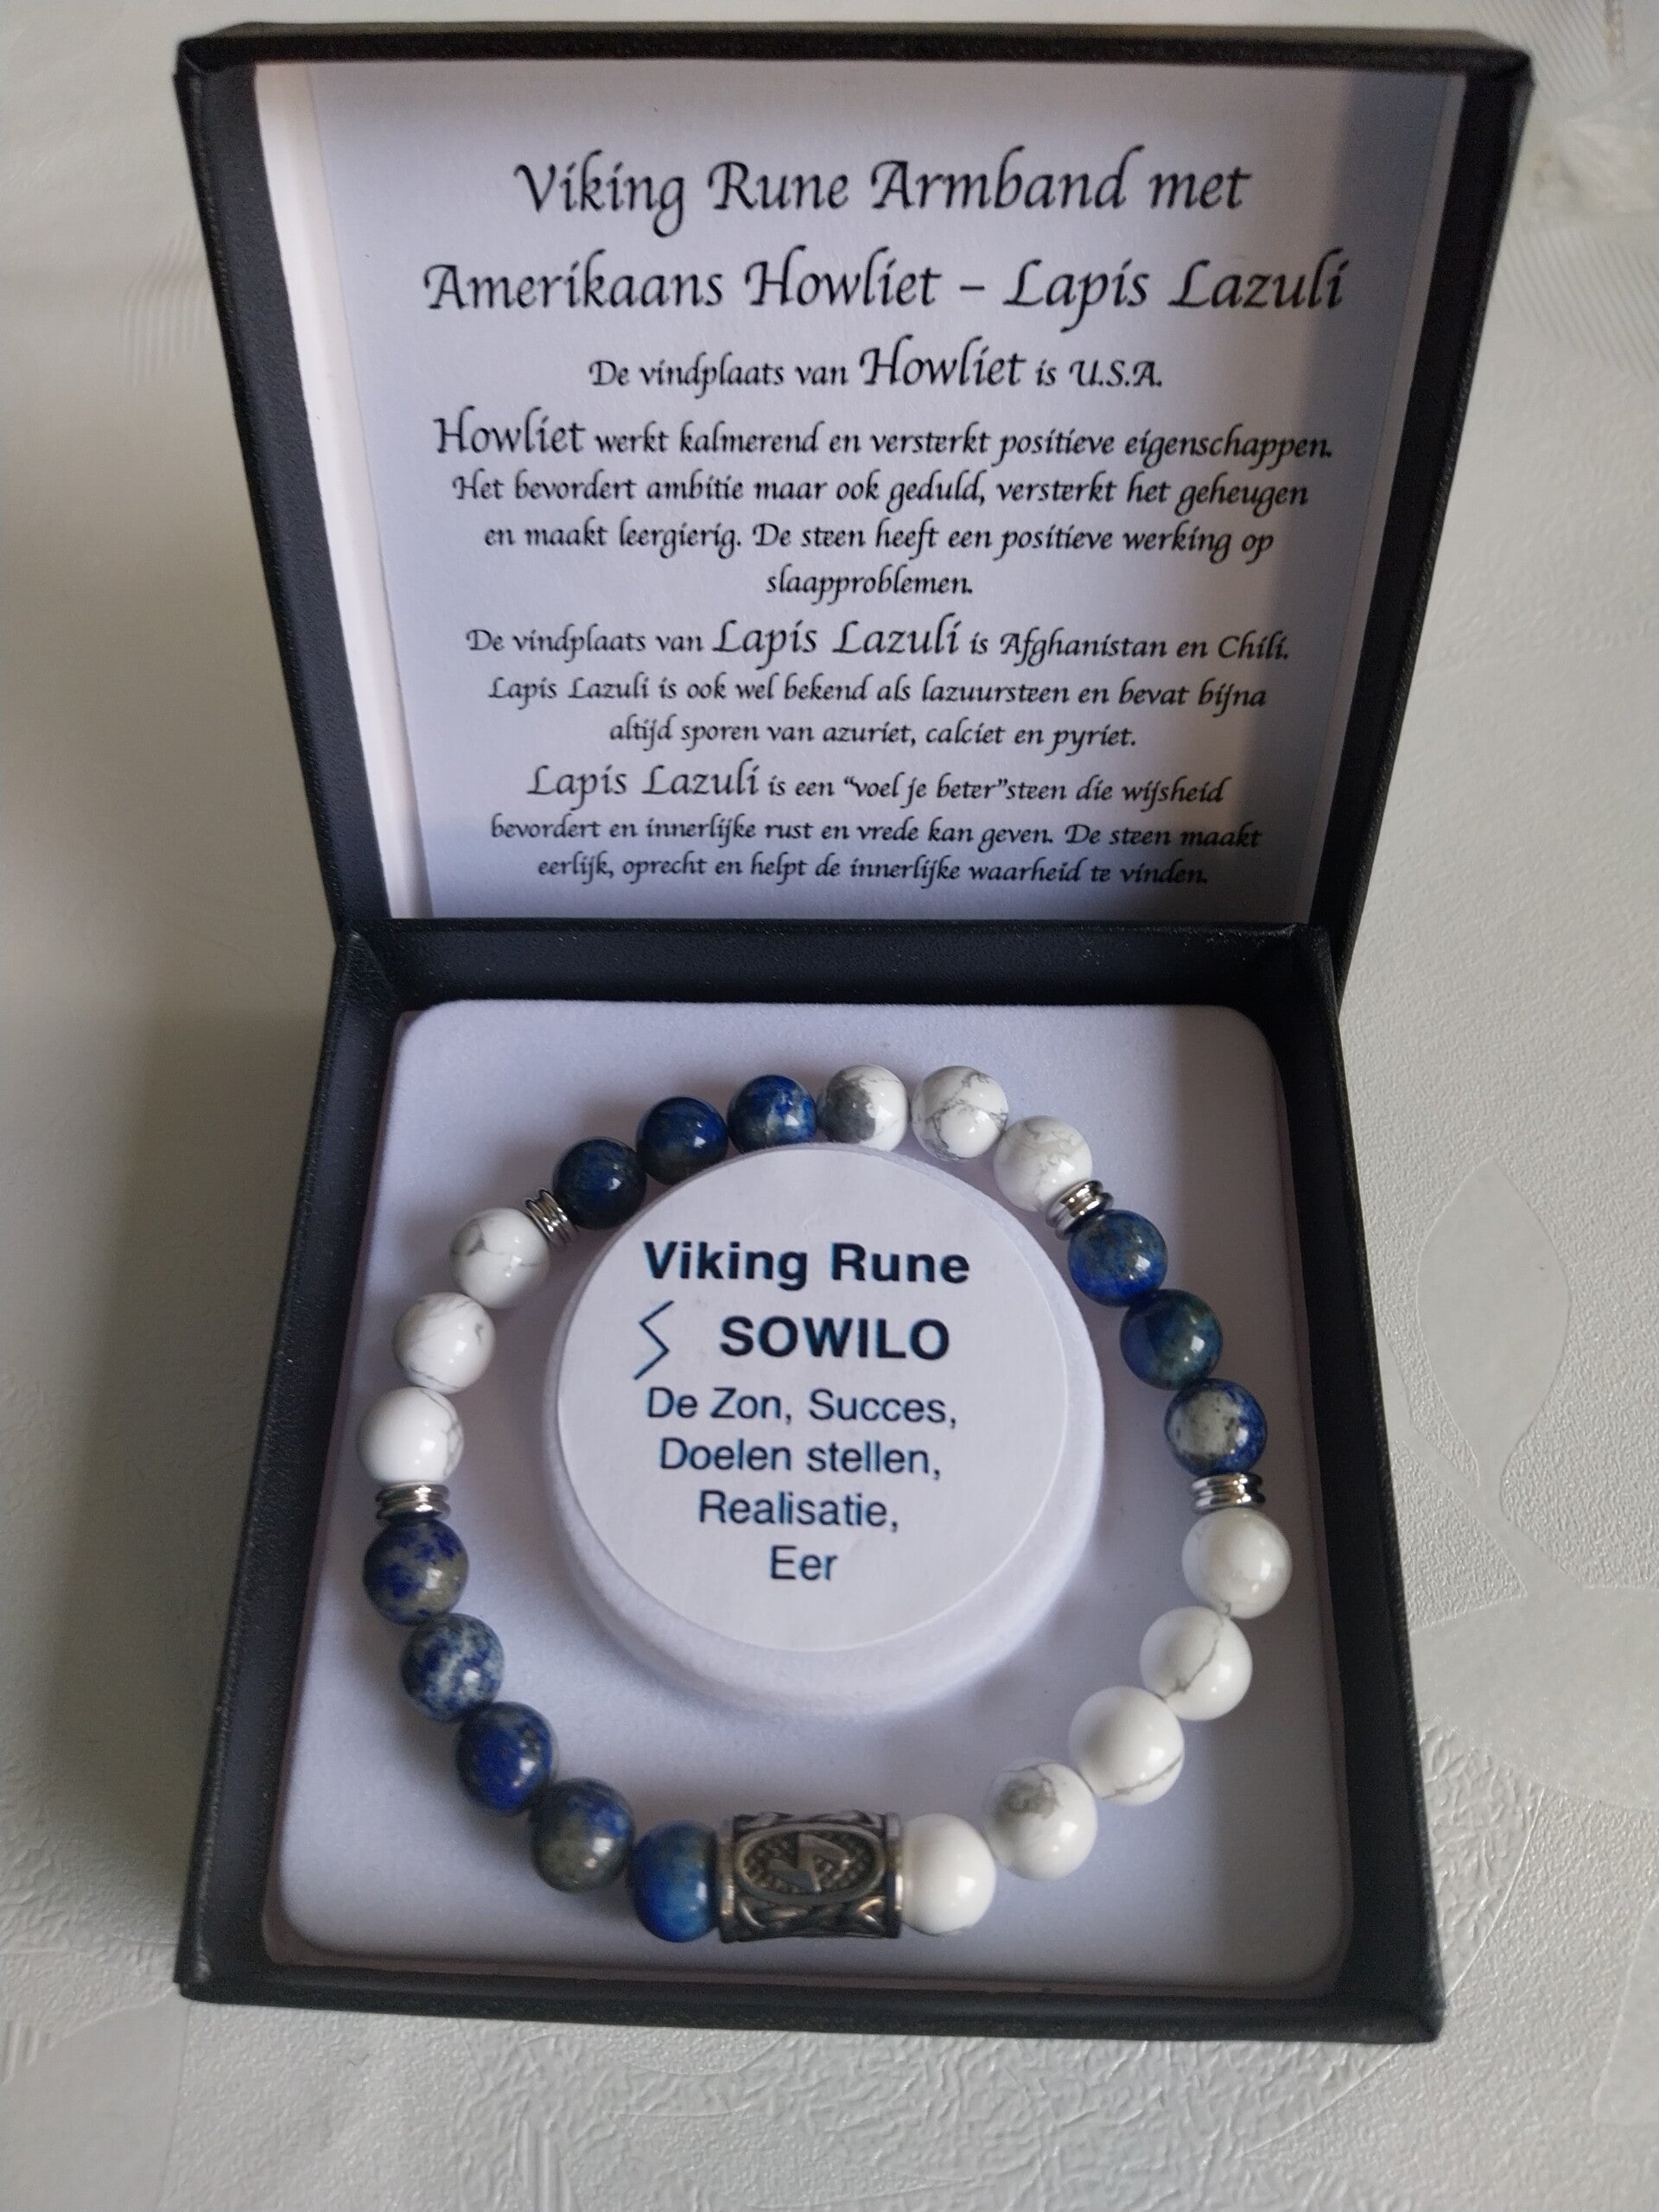 Viking Rune Armband met
Amerikaans Howliet – Lapis Lazuli
De vindplaats van Howliet is U.S.A.
Howliet werkt kalmerend en versterkt positieve eigenschappen.
Het bevordert ambitie maar ook geduld, versterkt het geheugen
en maakt leergierig. De steen heeft een positieve werking op
slaapproblemen.
De vindplaats van Lapis Lazuli is Afghanistan en Chili.
Lapis Lazuli is ook wel bekend als lazuursteen en bevat bijna
altijd sporen van azuriet, calciet en pyriet.
Lapis Lazuli is een “voel je beter”steen die wijsheid
bevordert en innerlijke rust en vrede kan geven. De steen maakt
eerlijk, oprecht en helpt de innerlijke waarheid te vinden.
Viking Rune
ᛊ SOWILO
De Zon, Succes,
Doelen stellen,
Realisatie,
Eer